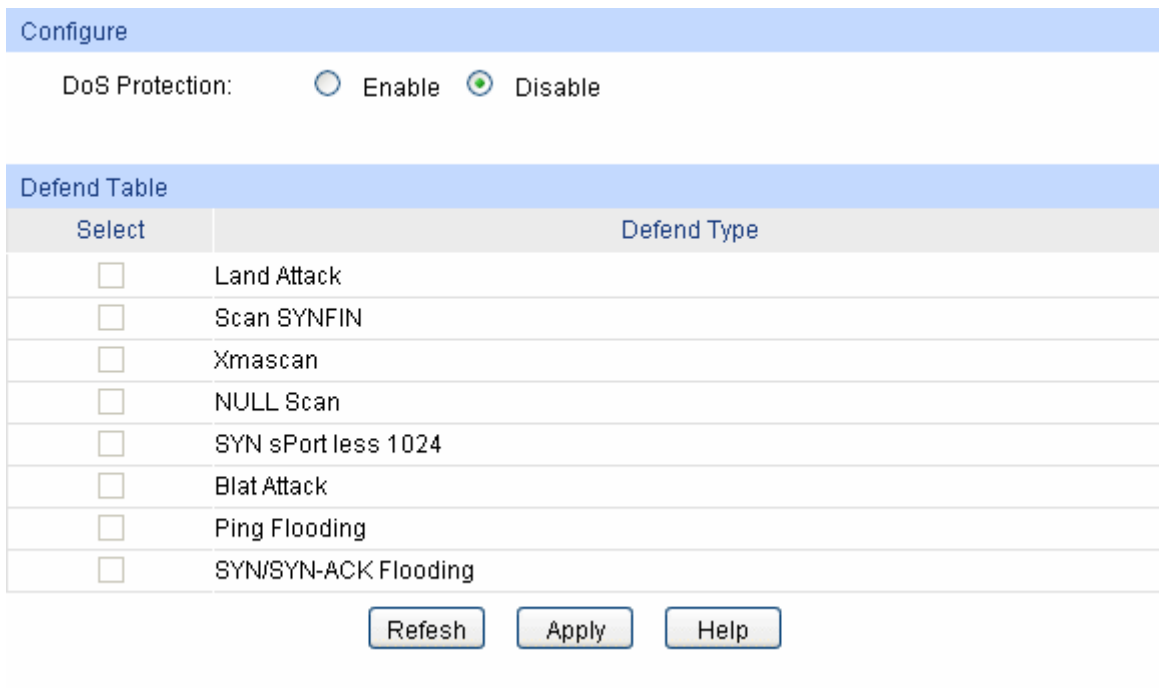 Configure
DoS Protection: Enable Disable
Defend Table
Select Defend Type
Land Attack
Scan SYNFIN
Xmascan
NULL Scan
SYN sPort less 1024
Blat Attack
Ping Flooding
SYN/SYN-ACK Flooding
Refesh Apply Help